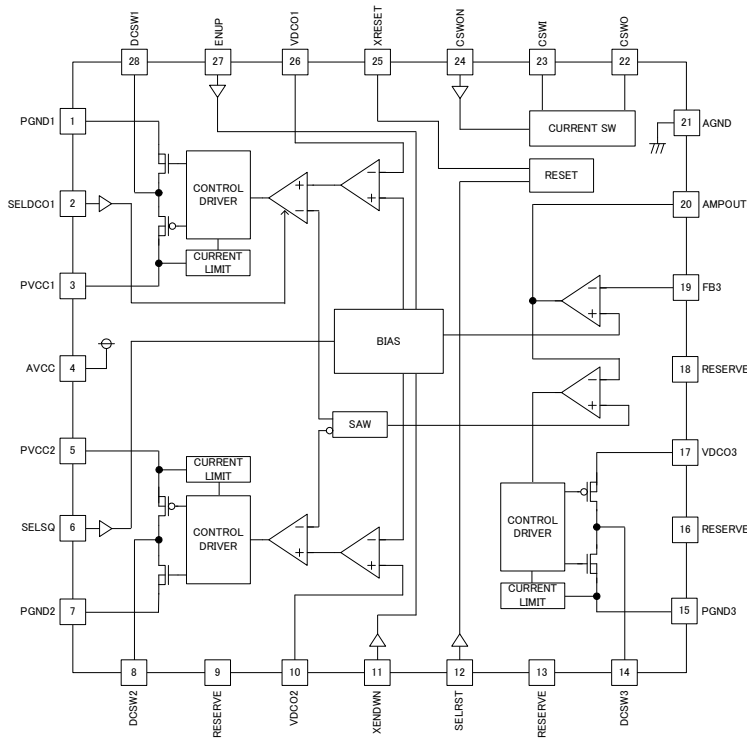 DCSW1
ENUP
VDCO1
XRESET
CSWON
CSWI
CSWO
28
27
26
25
24
23
22
PGND1
1
CURRENT SW
21
AGND
CONTROL
DRIVER
-
+
RESET
SELDCO1
2
+
-
20
AMPOUT
CURRENT
LIMIT
PVCC1
3
-
+
19
FB3
BIAS
AVCC
4
18
RESERVE
-
+
SAW
PVCC2
5
17
VDCO3
CURRENT
LIMIT
SELSQ
6
CONTROL
DRIVER
-
+
-
+
CONTROL
DRIVER
16
RESERVE
CURRENT
LIMIT
PGND2
7
15
PGND3
8
9
10
11
12
13
14
DCSW2
RESERVE
VDCO2
XENDWN
SELRST
RESERVE
DCSW3